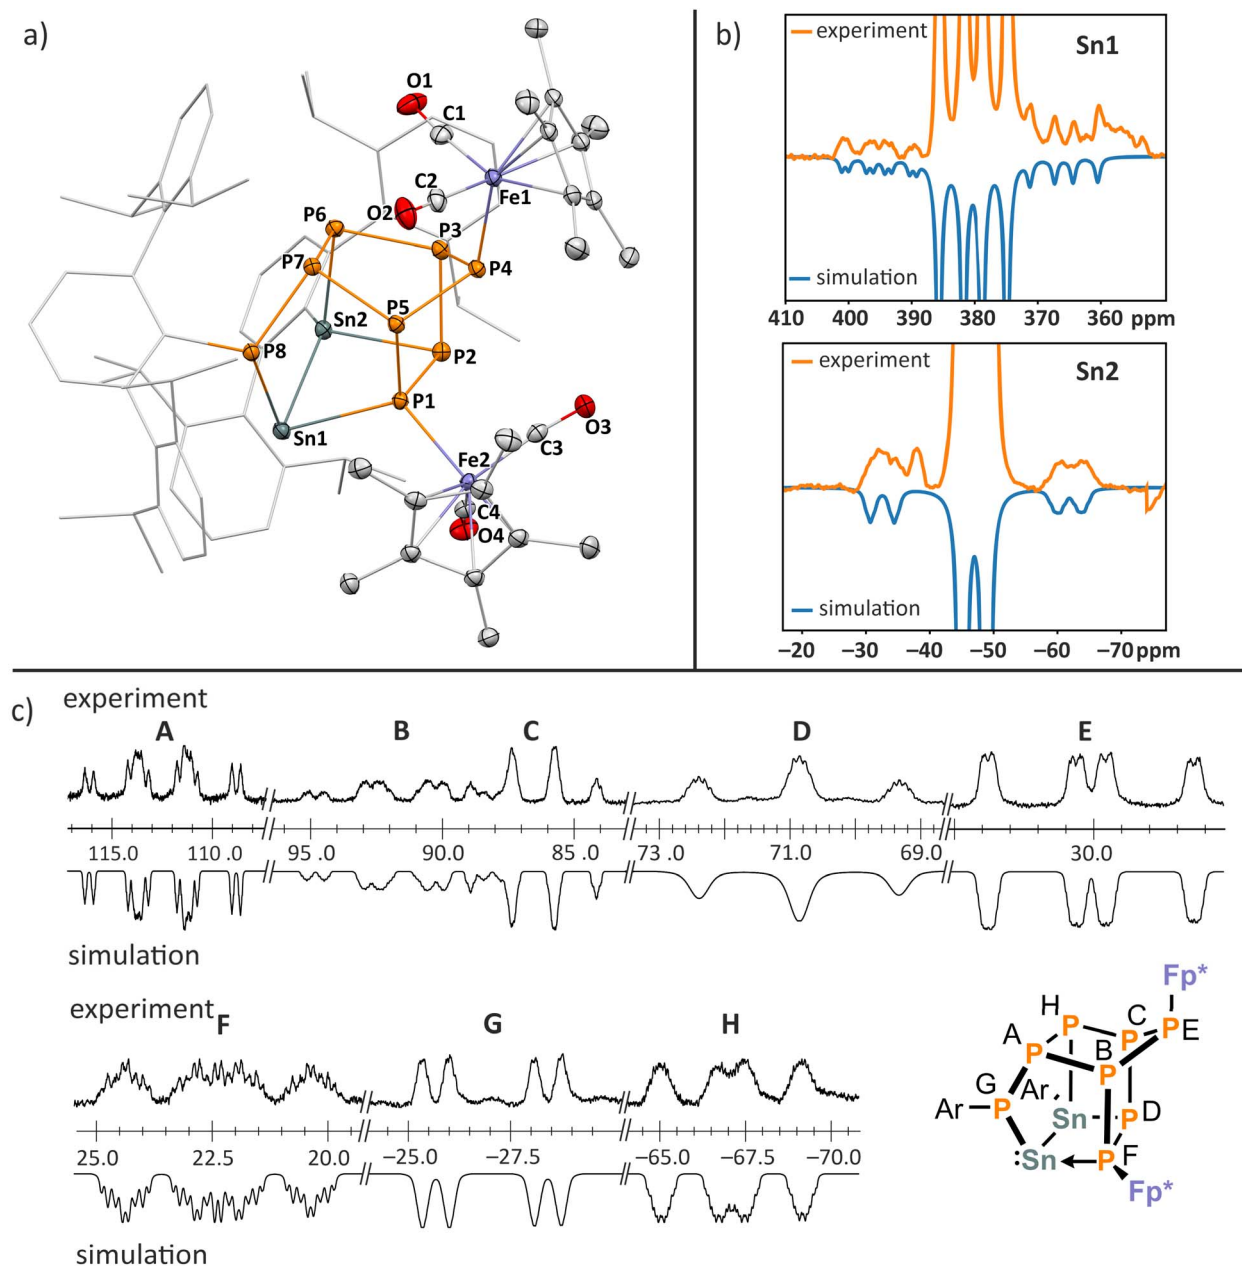 a)
O1
C1
C2
O2
Fe1
P6
P3
P7
P4
P5
Sn2
P8
P2
P1
Sn1
O3
C3
Fe2
C4
O4
b)
experiment
Sn1
simulation
410 400 390 380 370 360 ppm
experiment
Sn2
simulation
−20 −30 −40 −50 −60 −70 ppm
c)
experiment
A B C D E
115.0 110.0 95.0 90.0 85.0 73.0 71.0 69.0 30.0
simulation
experiment
F G H
25.0 22.5 20.0 −25.0 −27.5 −65.0 −67.5 −70.0
simulation
Fp*
H C
P P P E
A B
P P
G Ar
Ar P Sn P D
:Sn P F
Fp*